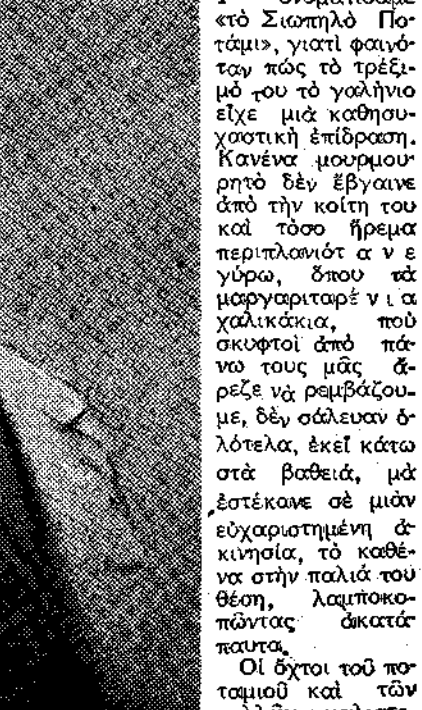 «τὸ Σιωπηλὸ Πο-
τάμι», γιατὶ φαινό-
ταν πὼς τὸ τρέξι-
μό του τὸ γαλήνιο
εἶχε μιὰ καθησυ-
χαστικὴ ἐπίδραση.
Κανένα μουρμου-
ρητὸ δὲν ἔβγαινε
ἀπὸ τὴν κοίτη του
καὶ τόσο ἤρεμα
περιπλανιότ α ν ε
γύρω, ὅπου τὰ
μαργαριταρέ ν ι α
χαλικάκια, ποὺ
σκυφτοὶ ἀπὸ πά-
νω τους μᾶς ἄ-
ρεζε νὰ ρεμβάζου-
με, δὲν σάλευαν ὁ-
λότελα, ἐκεῖ κάτω
στὰ βαθειά, μὰ
ἐστέκανε σὲ μιὰν
εὐχαριστημένη ἀ-
κινησία, τὸ καθέ-
να στὴν παλιά του
θέση, λαμποκο-
πῶντας ἀκατά-
παυτα.
Οἱ ὄχτοι τοῦ πο-
ταμιοῦ καὶ τῶν